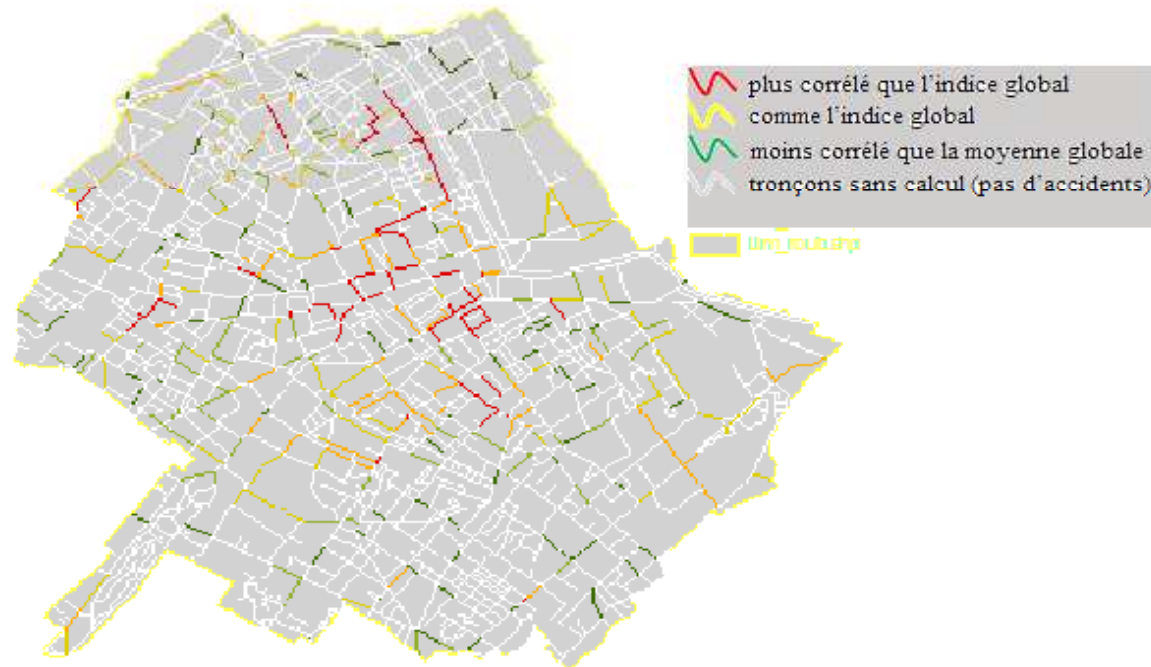 plus corrélé que l'indice global
comme l'indice global
moins corrélé que la moyenne globale
tronçons sans calcul (pas d'accidents)